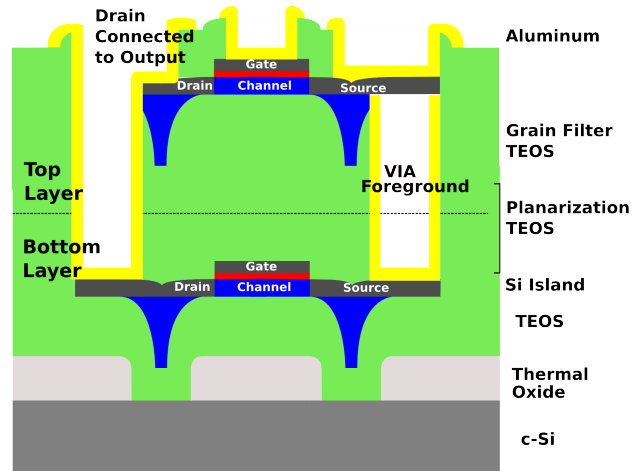 Drain
Connected
to Output
Aluminum
Gate
Drain
Channel
Source
Grain Filter
TEOS
Top
Layer
VIA
Foreground
Planarization
TEOS
Bottom
Layer
Gate
Drain
Channel
Source
Si Island
TEOS
Thermal
Oxide
c-Si